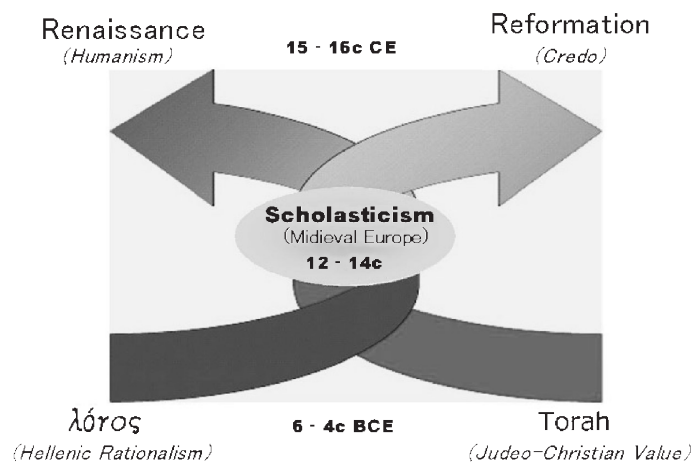 Renaissance
(Humanism)
15 - 16c CE
Reformation
(Credo)
Scholasticism
(Midieval Europe)
12 - 14c
λóγος
(Hellenic Rationalism)
6 - 4c BCE
Torah
(Judeo-Christian Value)